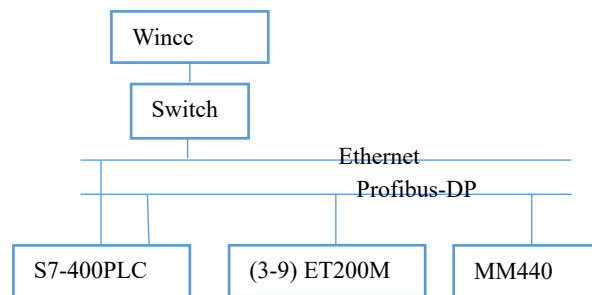 Wincc
Switch
Ethernet
Profibus-DP
S7-400PLC
(3-9) ET200M
MM440